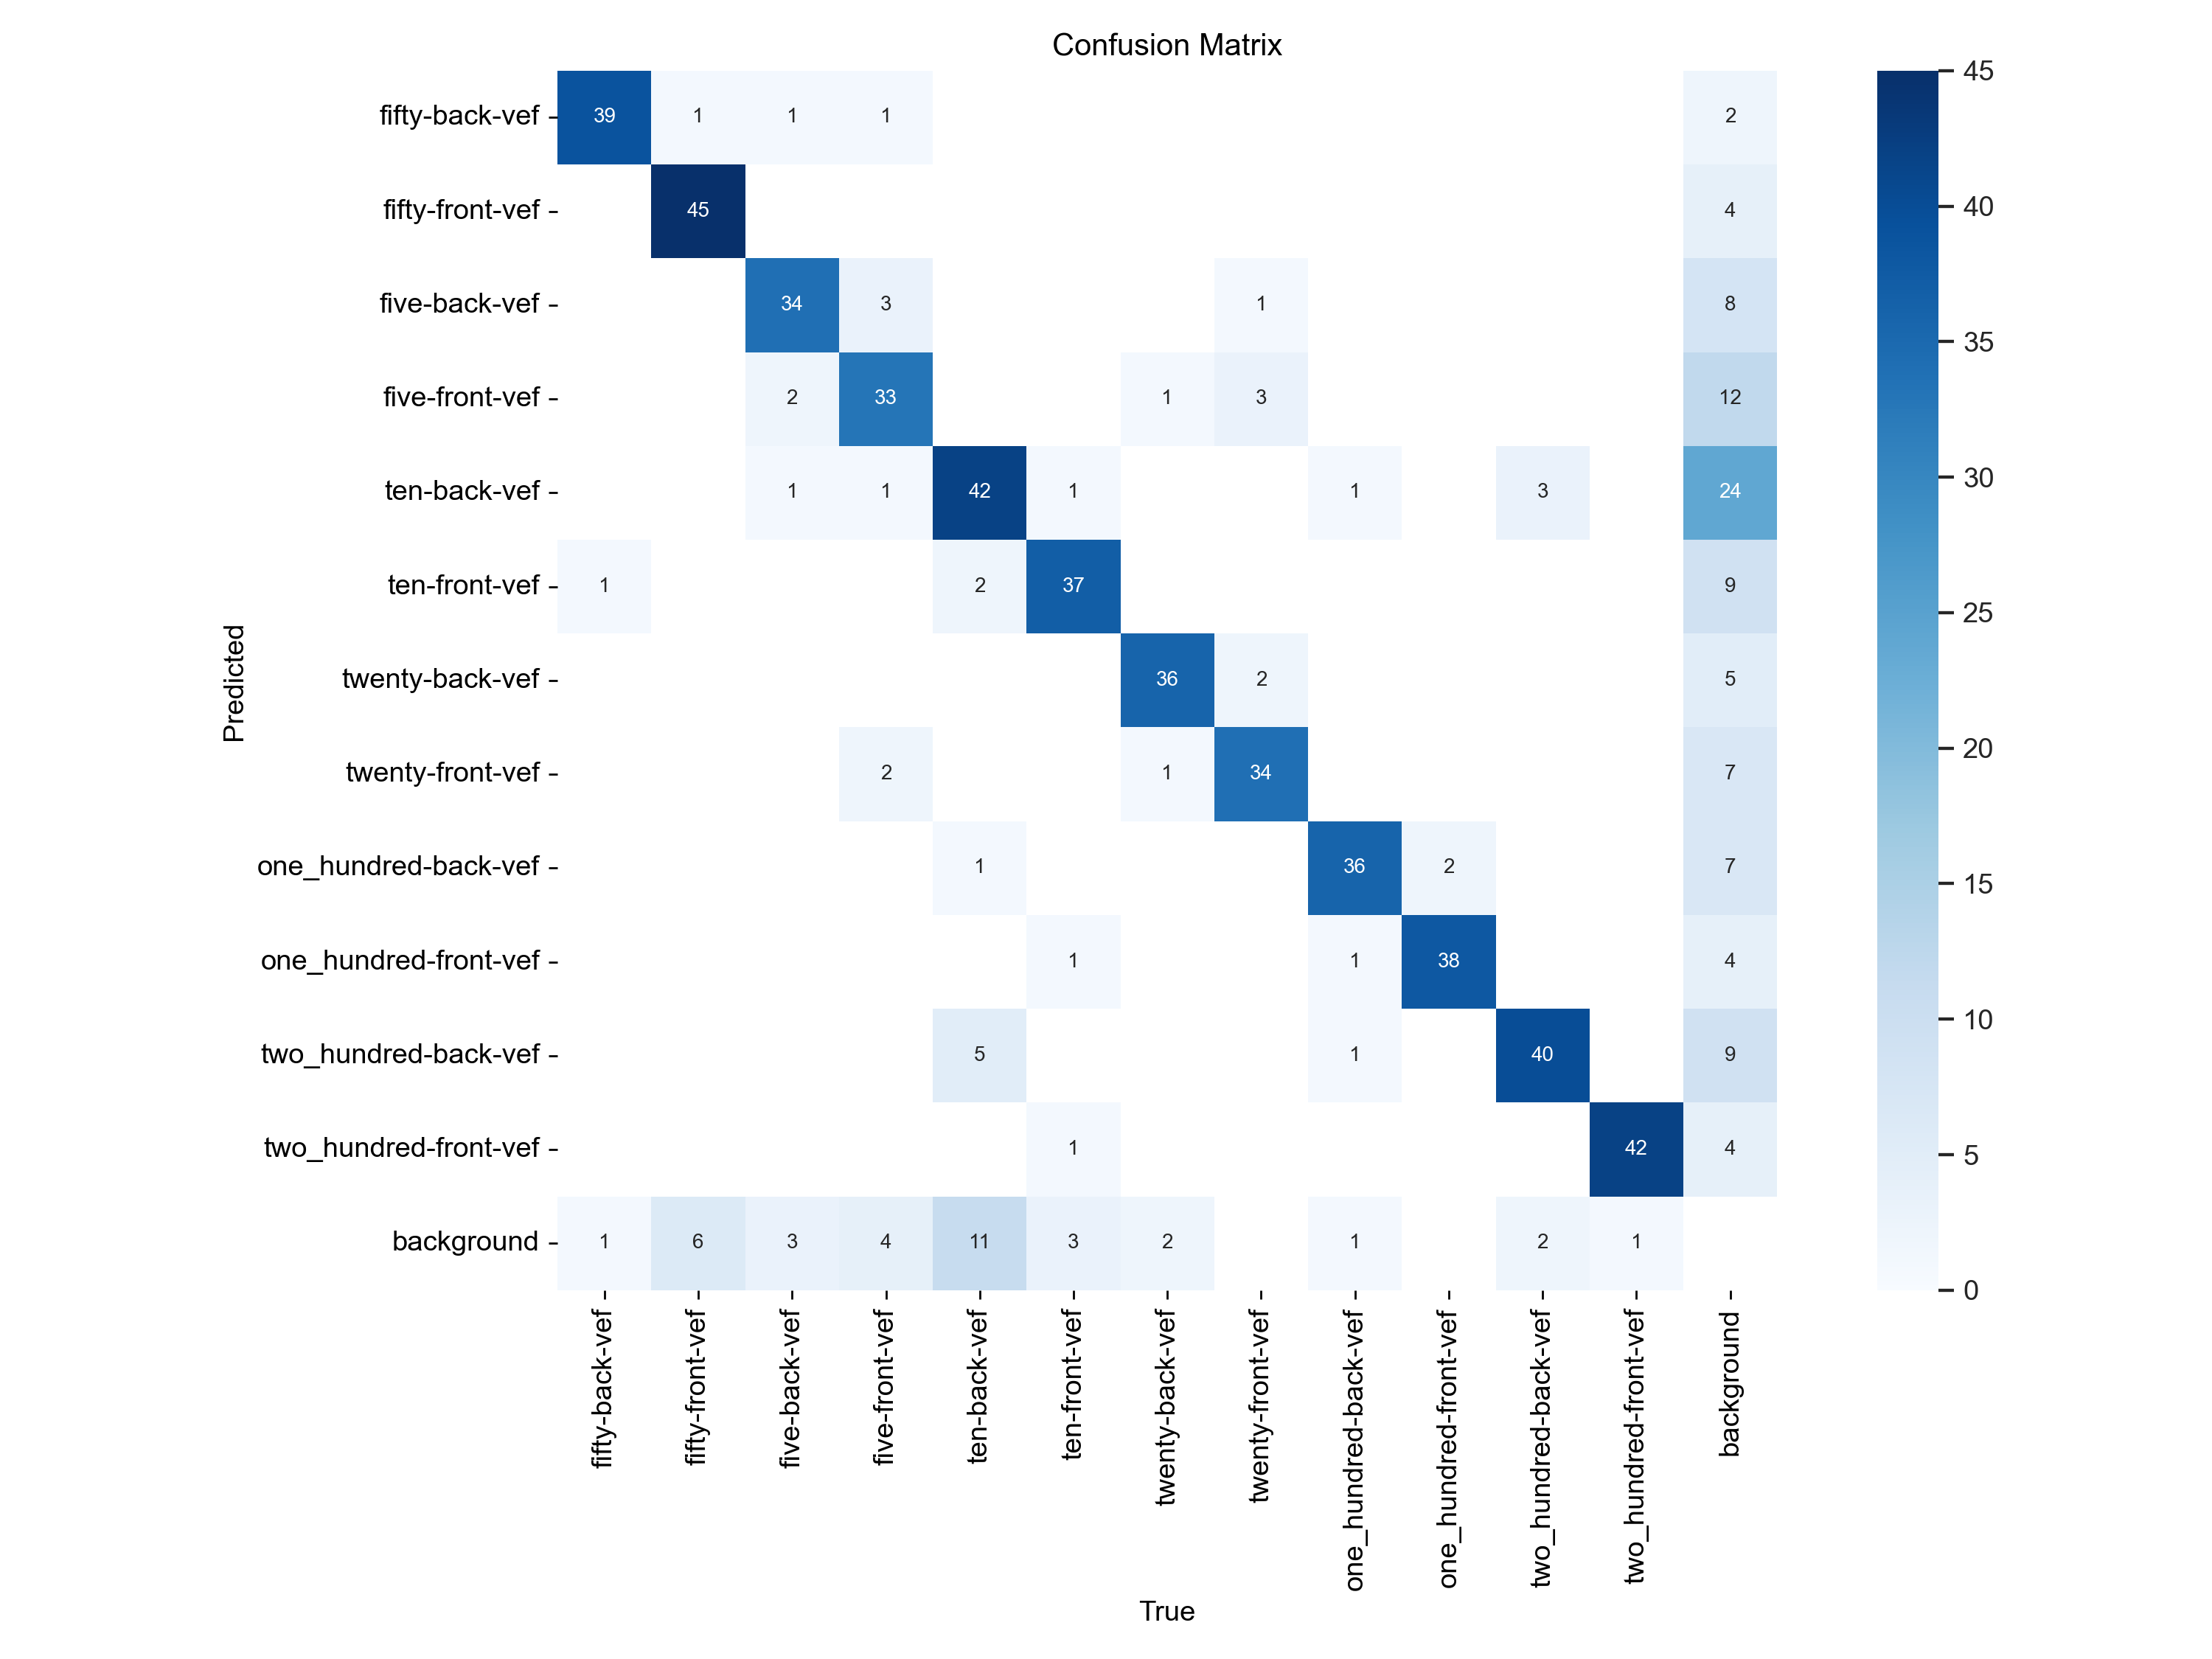 Confusion Matrix
fifty-back-vef 39 1 1 1 2
fifty-front-vef 45 4
five-back-vef 34 3 1 8
five-front-vef 2 33 1 3 12
ten-back-vef 1 1 42 1 1 3 24
ten-front-vef 1 2 37 9
twenty-back-vef 36 2 5
twenty-front-vef 2 1 34 7
one_hundred-back-vef 1 36 2 7
one_hundred-front-vef 1 1 38 4
two_hundred-back-vef 5 1 40 9
two_hundred-front-vef 1 42 4
background 1 6 3 4 11 3 2 1 2 1
Predicted
fifty-back-vef
fifty-front-vef
five-back-vef
five-front-vef
ten-back-vef
ten-front-vef
twenty-back-vef
twenty-front-vef
one_hundred-back-vef
one_hundred-front-vef
two_hundred-back-vef
two_hundred-front-vef
background
True
45
40
35
30
25
20
15
10
5
0